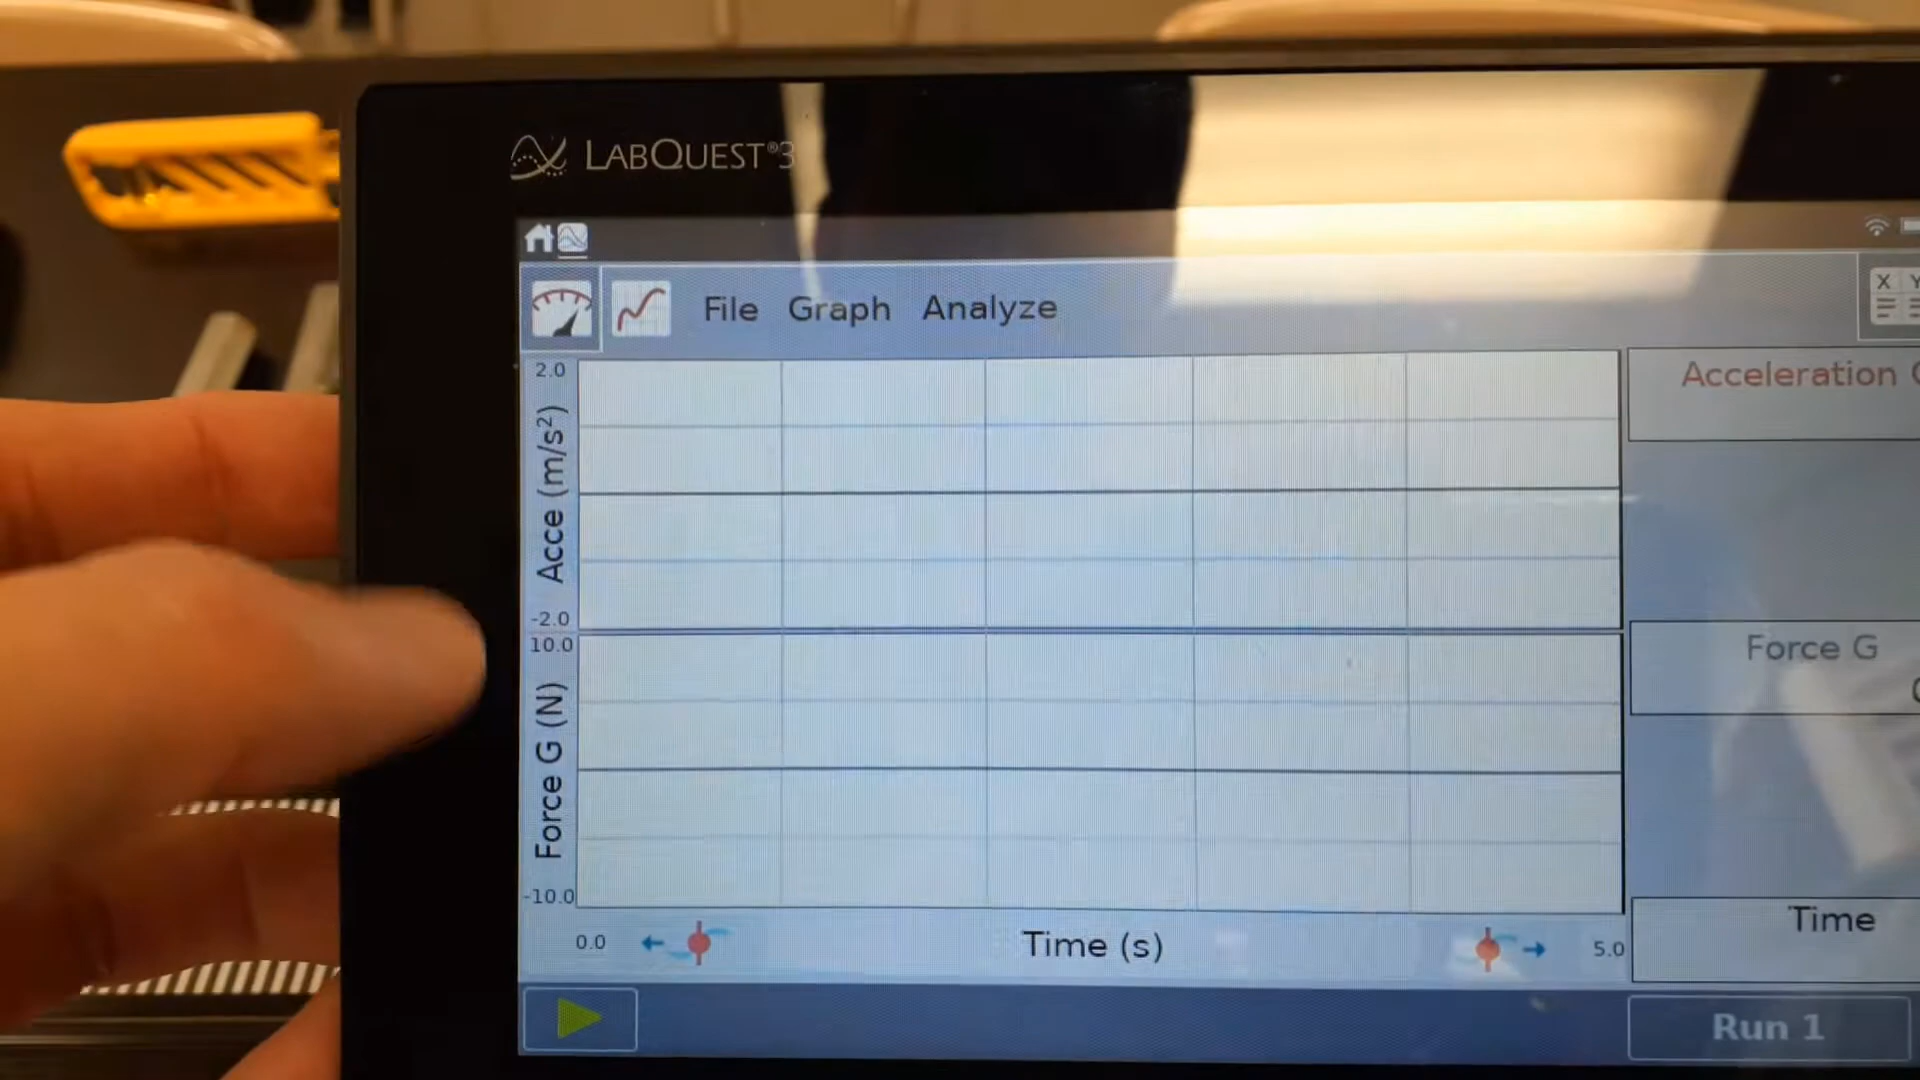 LABQUEST®3
File Graph Analyze
X Y
2.0
Acce (m/s²)
-2.0
Acceleration
10.0
Force G (N)
-10.0
Force G
0.0
Time (s)
5.0
Time
Run 1